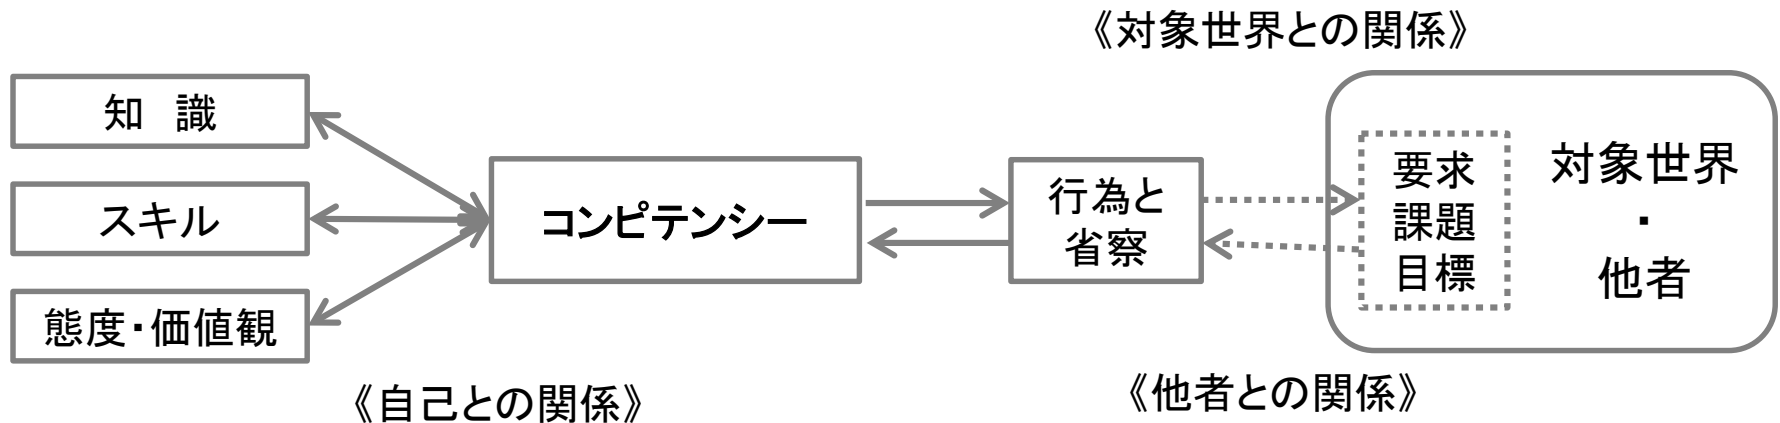 《対象世界との関係》
知　識
スキル
態度・価値観
コンピテンシー
行為と
省察
要求
課題
目標
対象世界
・
他者
《自己との関係》
《他者との関係》